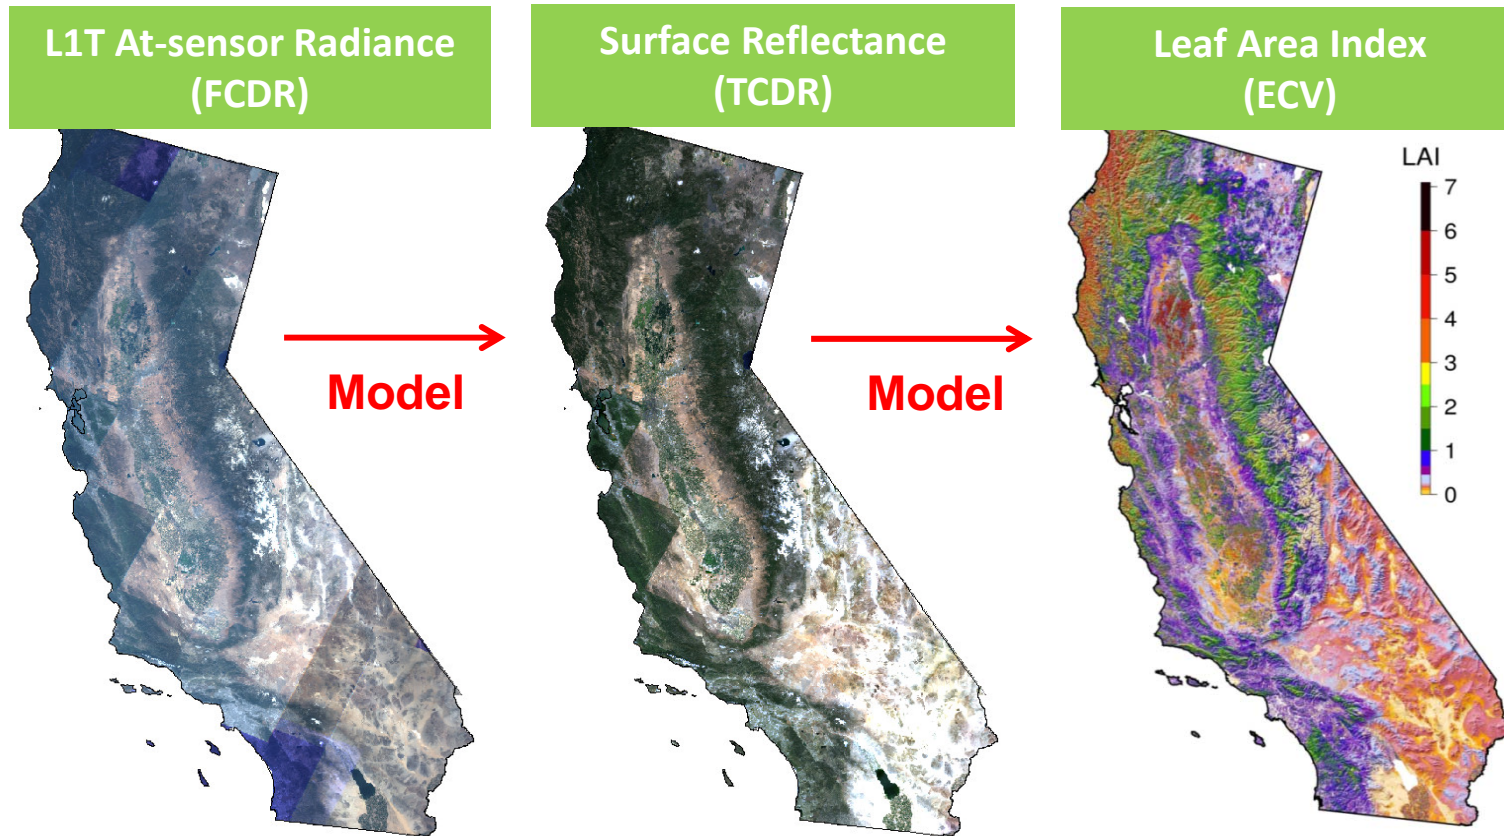 L1T At-sensor Radiance
(FCDR)
Surface Reflectance
(TCDR)
Leaf Area Index
(ECV)
Model
Model
LAI
7
6
5
4
3
2
1
0